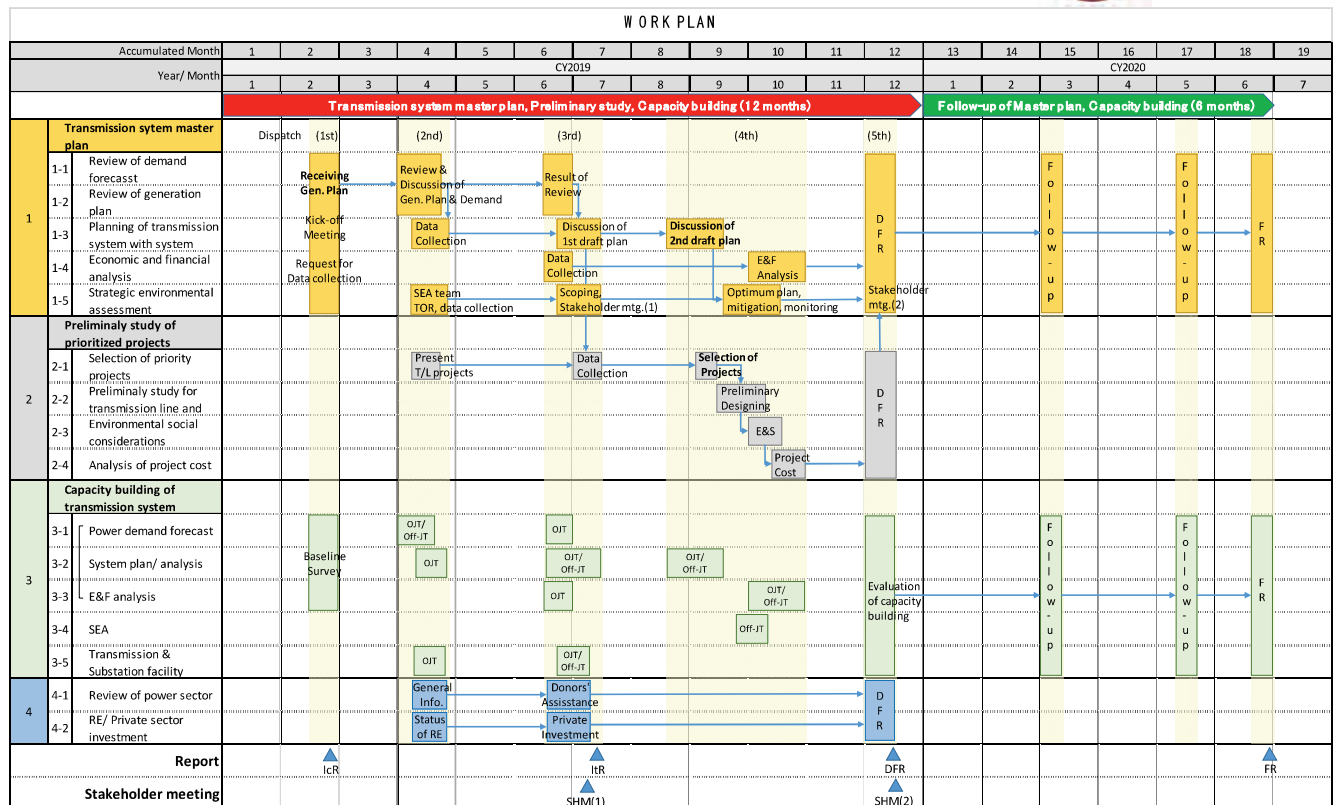 WORK PLAN
Accumulated Month 1 2 3 4 5 6 7 8 9 10 11 12 13 14 15 16 17 18 19
Year/ Month CY2019 CY2020
1 2 3 4 5 6 7 8 9 10 11 12 1 2 3 4 5 6 7
Transmission system master plan, Preliminary study, Capacity building (12 months)
Follow-up of Master plan, Capacity building (6 months)
1
Transmission sytem master
plan
Dispatch (1st) (2nd) (3rd) (4th) (5th)
1-1 Review of demand
forecasst
1-2 Review of generation
plan
1-3 Planning of transmission
system with system
1-4 Economic and financial
analysis
1-5 Strategic environmental
assessment
Receiving
Gen. Plan
Kick-off
Meeting
Request for
Data collection
Review &
Discussion of
Gen. Plan & Demand
Result of
Review
Data
Collection
Discussion of
1st draft plan
Discussion of
2nd draft plan
Data
Collection
E&F
Analysis
SEA team
TOR, data collection
Scoping,
Stakeholder mtg.(1)
Optimum plan,
mitigation, monitoring
DFR
Stakeholder
mtg.(2)
Follow-up
Follow-up
FR
2
Preliminaly study of
prioritized projects
2-1 Selection of priority
projects
2-2 Preliminaly study for
transmission line and
2-3 Environmental social
considerations
2-4 Analysis of project cost
Present
T/L projects
Data
Collection
Selection of
Projects
Preliminary
Designing
E&S
Project
Cost
DFR
3
Capacity building of
transmission system
3-1 Power demand forecast
3-2 System plan/ analysis
3-3 E&F analysis
3-4 SEA
3-5 Transmission &
Substation facility
Baseline
Survey
OJT/
Off-JT
OJT
OJT
OJT/
Off-JT
OJT/
Off-JT
OJT
OJT/
Off-JT
Off-JT
OJT
OJT/
Off-JT
Evaluation
of capacity
building
Follow-up
Follow-up
FR
4
4-1 Review of power sector
4-2 RE/ Private sector
investment
General
Info.
Donors'
Assisstance
Status
of RE
Private
Investment
DFR
Report
IcR ItR DFR FR
Stakeholder meeting
SHM(1) SHM(2)